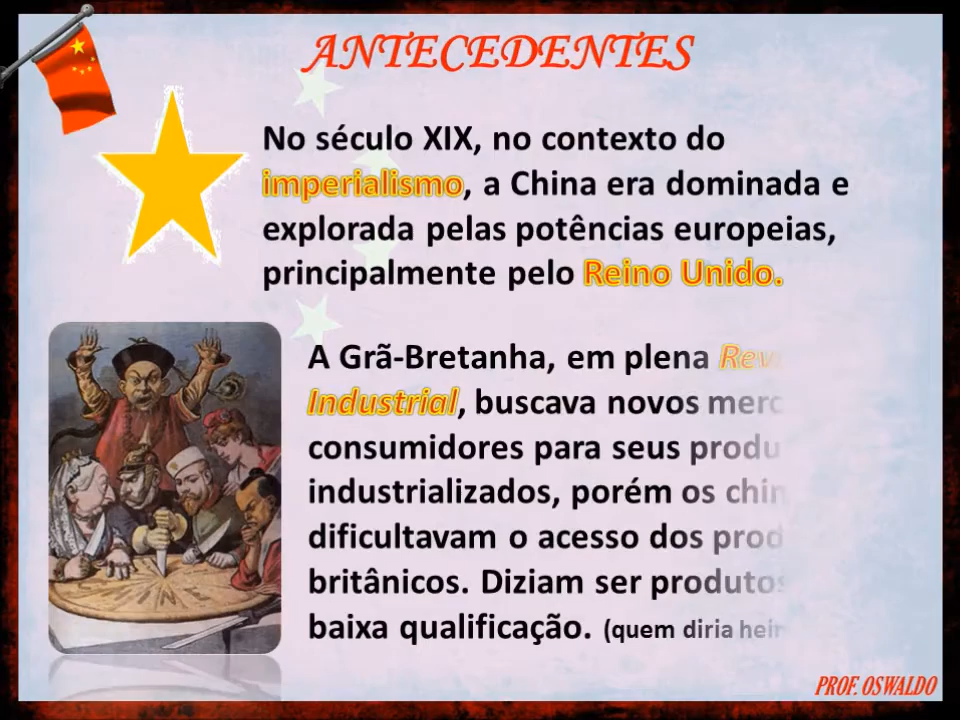 ANTECEDENTES
No século XIX, no contexto do
imperialismo, a China era dominada e
explorada pelas potências europeias,
principalmente pelo Reino Unido.
A Grã-Bretanha, em plena
Industrial, buscava novos
consumidores para seus
industrializados, porém os
dificultavam o acesso dos
britânicos. Diziam ser produtos
baixa qualificação. (quem diria hein
PROF. OSWALDO